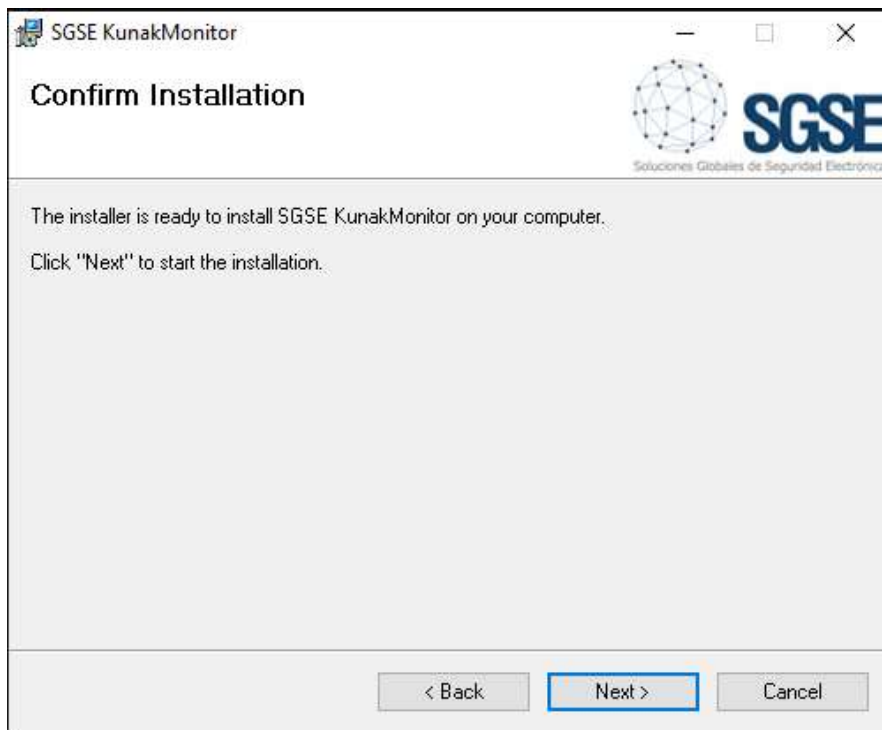 SGSE KunakMonitor
Confirm Installation
SGSE
Soluciones Globales de Seguridad Electrónica
The installer is ready to install SGSE KunakMonitor on your computer.
Click "Next" to start the installation.
< Back
Next >
Cancel